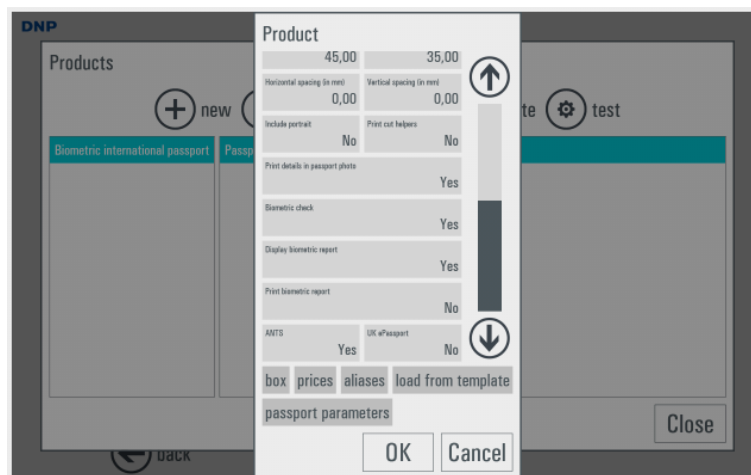 DNP
Product
Products
45,00 35,00
Horizontal spacing (in mm) Vertical spacing (in mm)
0,00 0,00
new te test
Include portrait Print cut helpers
No No
Biometric international passport Passp
Print details in passport photo
Yes
Biometric check
Yes
Display biometric report
Yes
Print biometric report
No
ANTS UK ePassport
Yes No
box prices aliases load from template
passport parameters
Close
OK Cancel
back